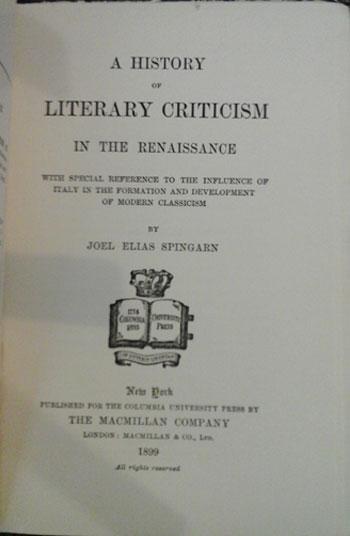 A HISTORY
OF
LITERARY CRITICISM
IN THE RENAISSANCE
WITH SPECIAL REFERENCE TO THE INFLUENCE OF
ITALY IN THE FORMATION AND DEVELOPMENT
OF MODERN CLASSICISM
BY
JOEL ELIAS SPINGARN
1754 UNIVERSITY
COLUMBIA PRESS
1893
New York
PUBLISHED FOR THE COLUMBIA UNIVERSITY PRESS BY
THE MACMILLAN COMPANY
LONDON: MACMILLAN & CO., LTD.
1899
All rights reserved